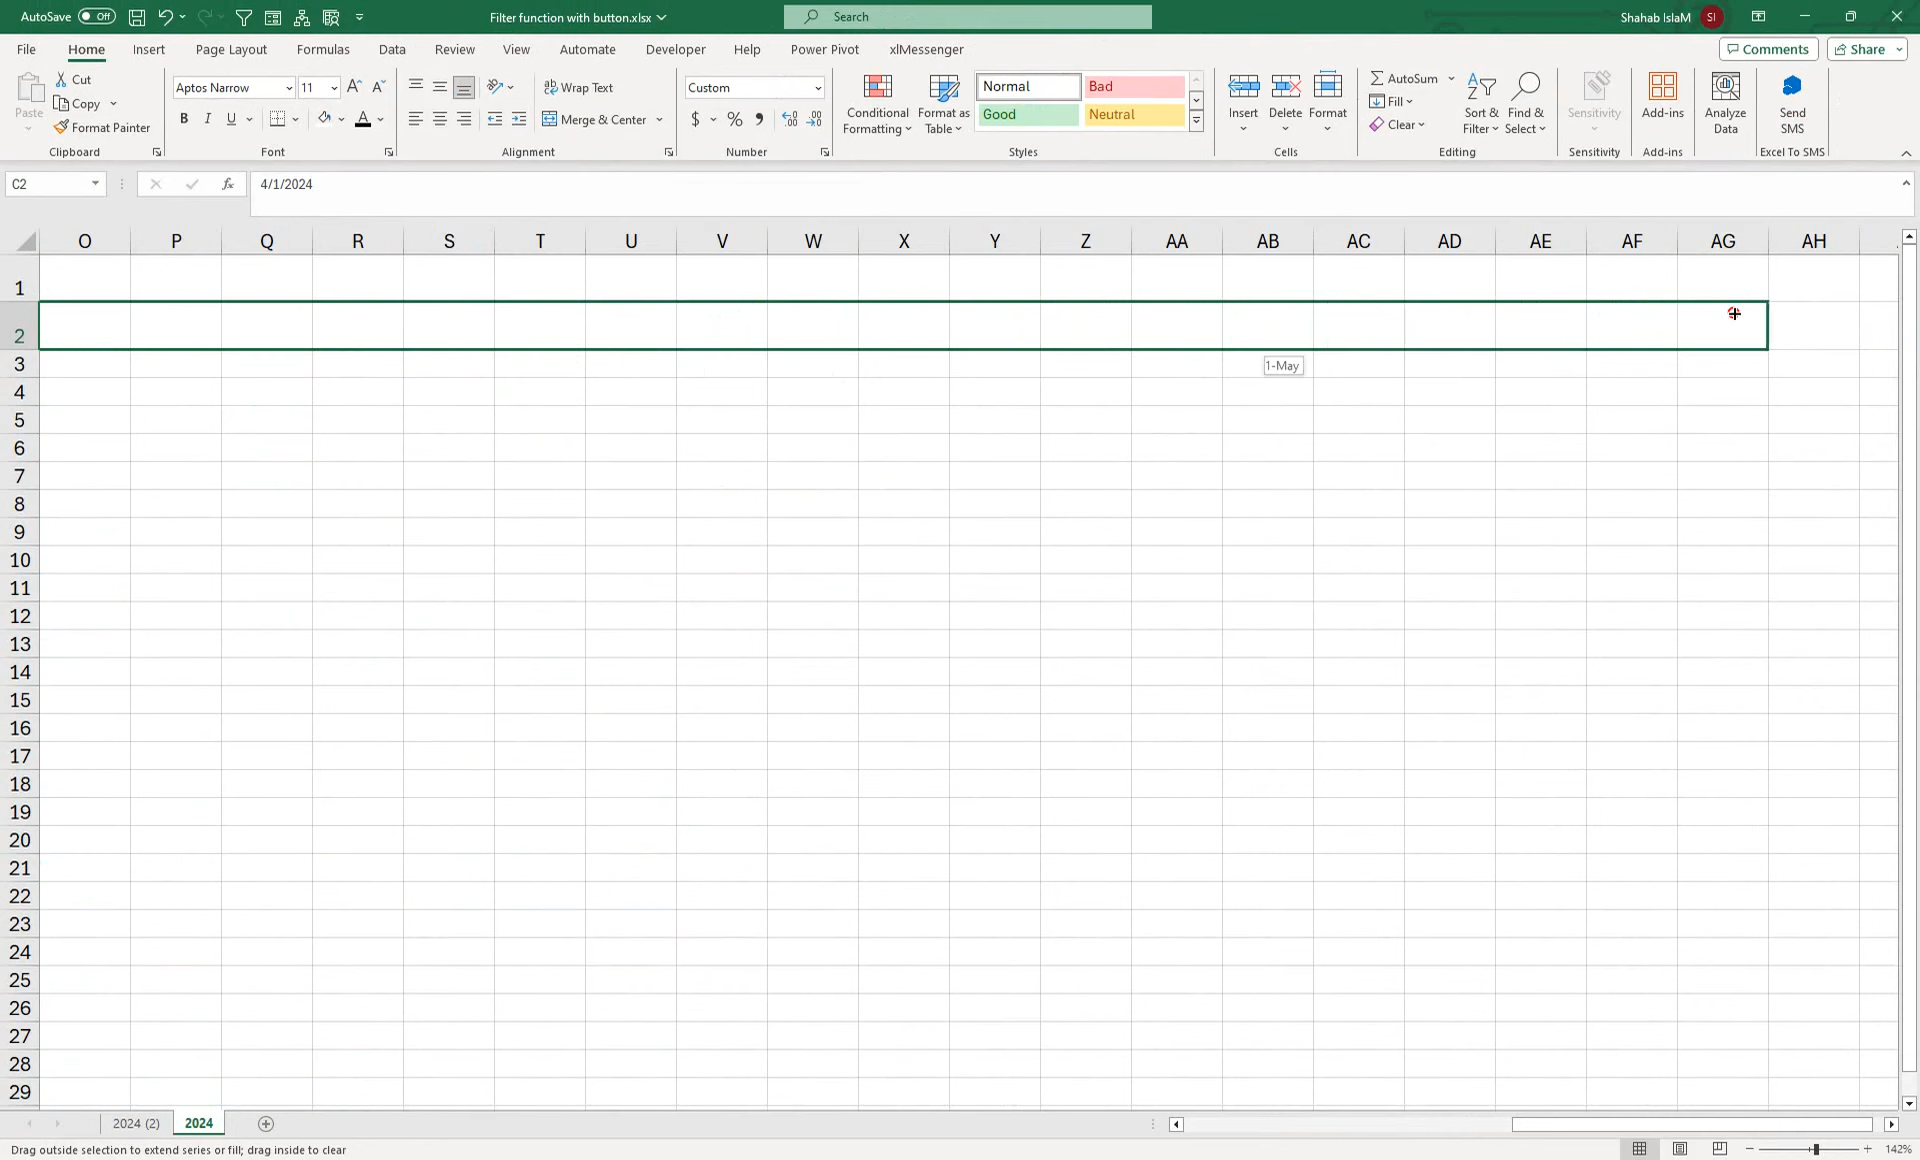 AutoSave Off Filter function with button.xlsx Search Shahab IslaM SI
File Home Insert Page Layout Formulas Data Review View Automate Developer Help Power Pivot xlMessenger Comments Share
Paste Cut Copy Format Painter Clipboard
Aptos Narrow 11 B I U A Font
Wrap Text Merge & Center Alignment
Custom $ % Number
Conditional Formatting Format as Table Normal Bad Good Neutral Styles
Insert Delete Format Cells
AutoSum Fill Clear Sort & Filter Find & Select Editing
Sensitivity Sensitivity
Add-ins Add-ins
Analyze Data
Send SMS Excel To SMS
C2 fx 4/1/2024
O P Q R S T U V W X Y Z AA AB AC AD AE AF AG AH
1
2
3 1-May
4
5
6
7
8
9
10
11
12
13
14
15
16
17
18
19
20
21
22
23
24
25
26
27
28
29
2024 (2) 2024
Drag outside selection to extend series or fill; drag inside to clear 142%